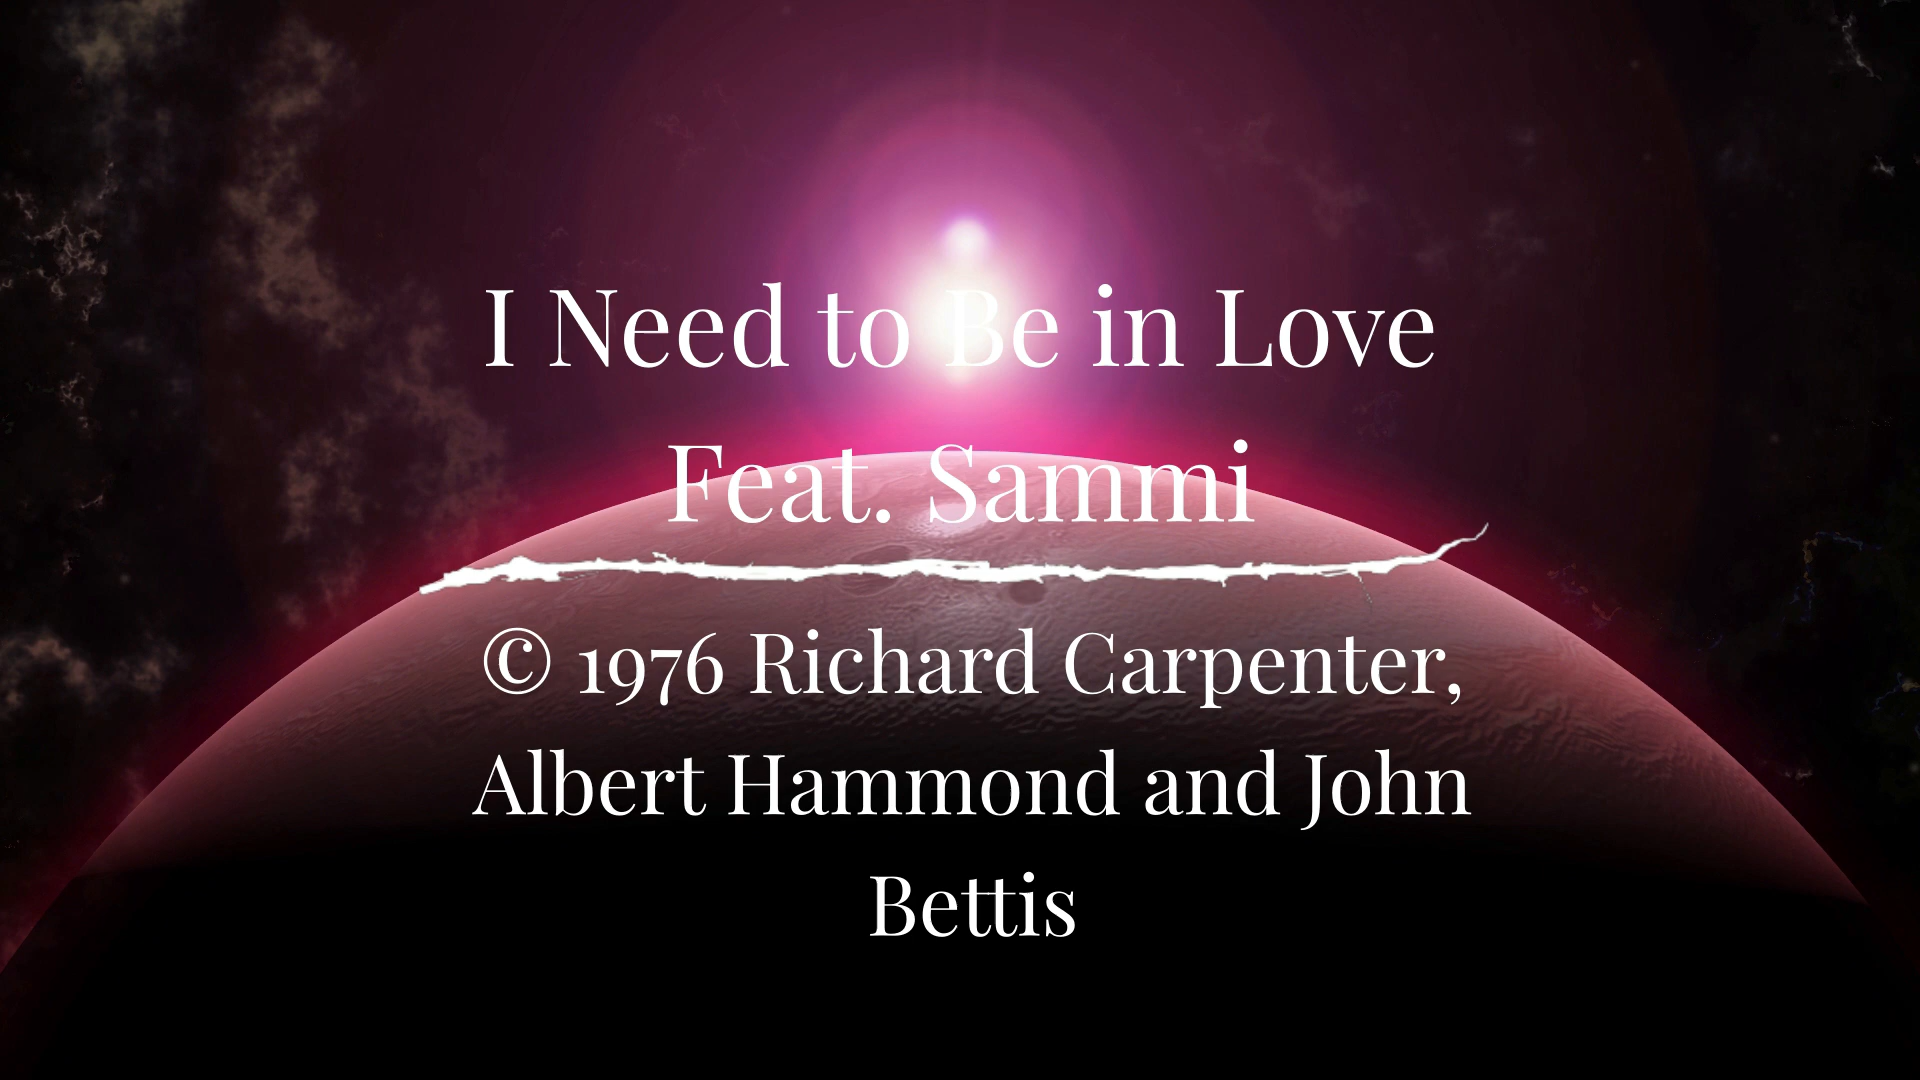 I Need to Be in Love
Feat. Sammi
© 1976 Richard Carpenter,
Albert Hammond and John
Bettis